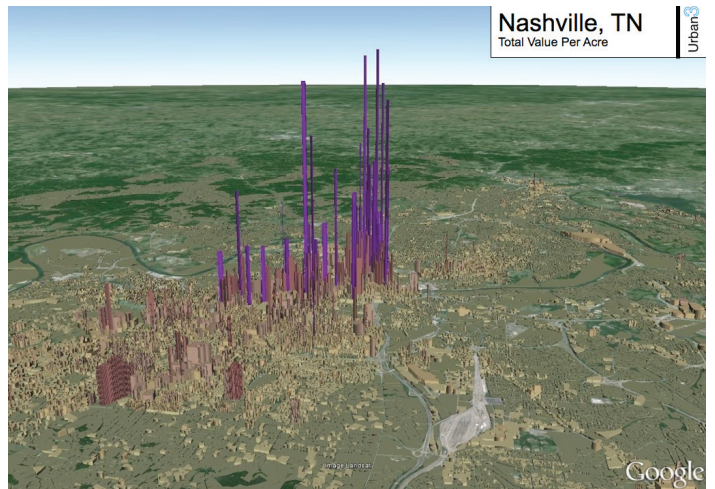 Nashville, TN
Total Value Per Acre
Urban3
Image Landsat
Google